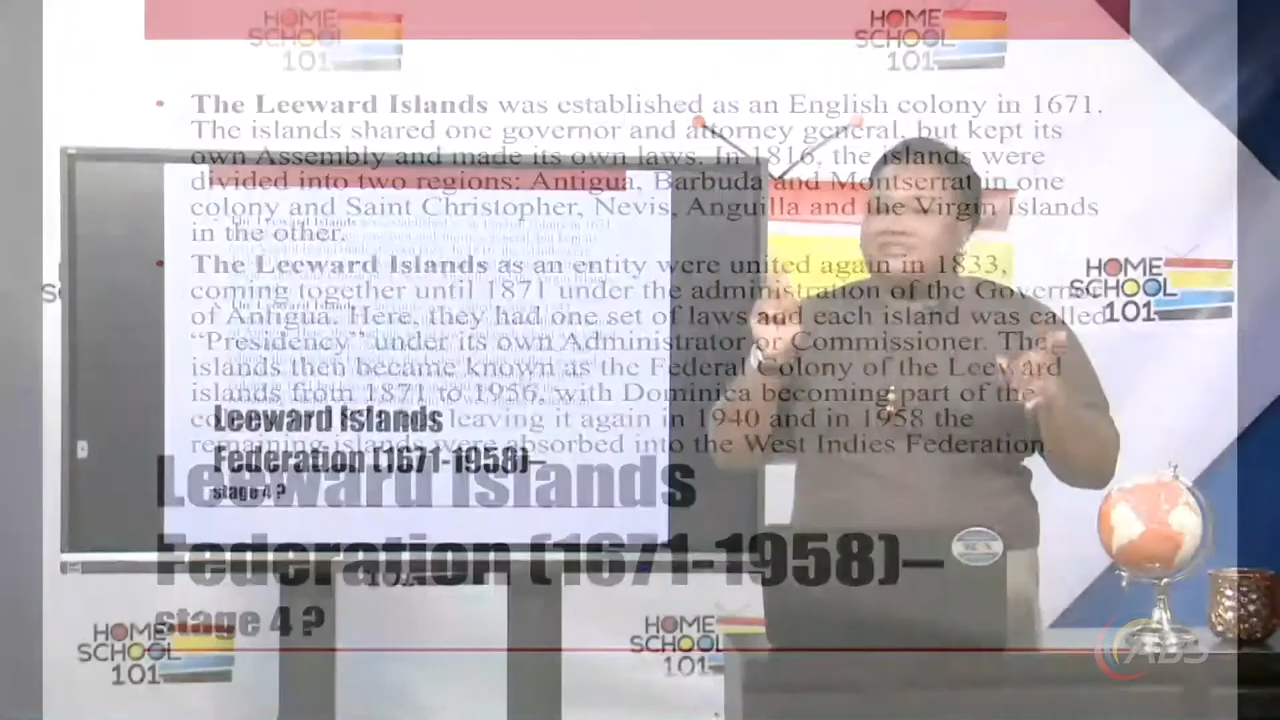 HOME
SCHOOL
101
HOME
SCHOOL
101
• The Leeward Islands was established as an English colony in 1671.
The islands shared one governor and attorney general, but kept its
own Assembly and made its own laws. In 1816, the islands were
divided into two regions: Antigua, Barbuda and Montserrat in one
colony and Saint Christopher, Nevis, Anguilla and the Virgin Islands
in the other.
• The Leeward Islands as an entity were united again in 1833,
coming together until 1871 under the administration of the Governor
of Antigua. Here, they had one set of laws and each island was called
“Presidency” under its own Administrator or Commissioner. The
islands then became known as the Federal Colony of the Leeward
islands from 1871 to 1956, with Dominica becoming part of the
leaving it again in 1940 and in 1958 the
remaining islands were absorbed into the West Indies Federation.
Leeward Islands
Federation (1671-1958)–
stage 4 ?
Leeward Islands
Federation (1671-1958)–
stage 4 ?
HOME
SCHOOL
101
HOME
SCHOOL
101
HOME
SCHOOL
101
ABS